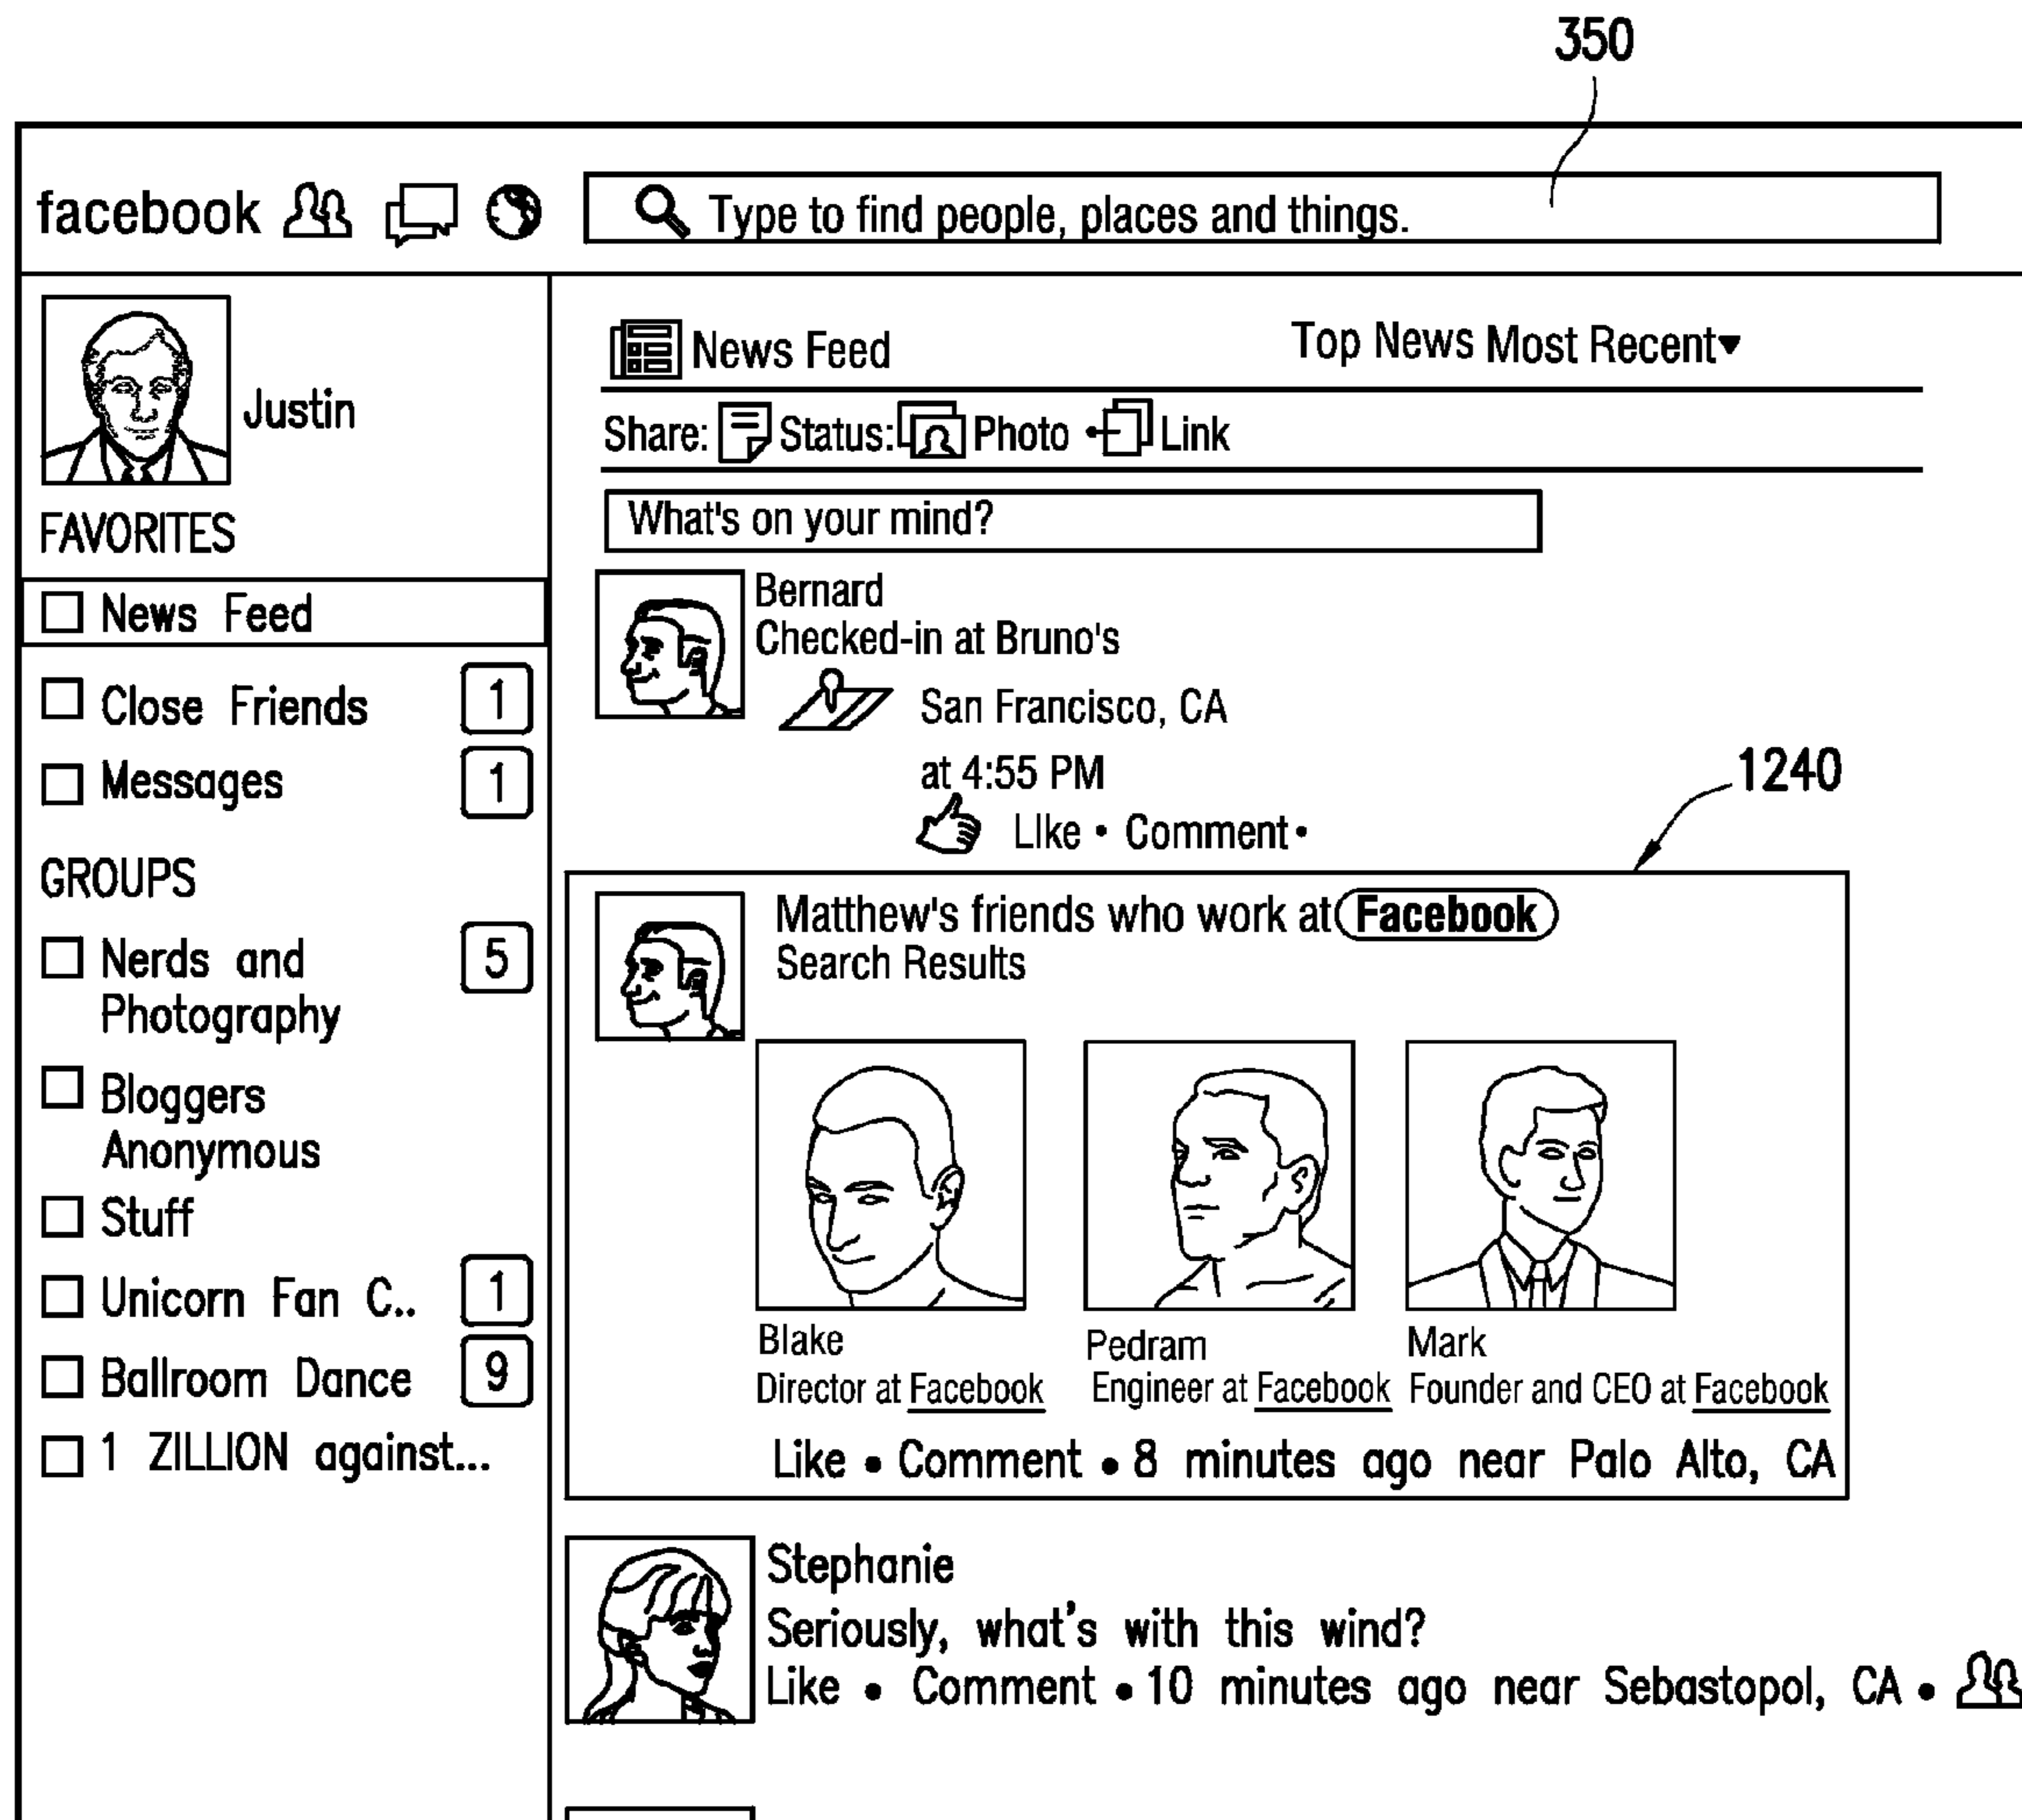 350
facebook
Type to find people, places and things.
Justin
FAVORITES
News Feed
Close Friends 1
Messages 1
GROUPS
Nerds and 5
Photography
Bloggers
Anonymous
Stuff
Unicorn Fan C.. 1
Ballroom Dance 9
1 ZILLION against...
News Feed Top News Most Recent
Share: Status: Photo Link
What's on your mind?
Bernard
Checked-in at Bruno's
San Francisco, CA
at 4:55 PM
LIke • Comment •
1240
Matthew's friends who work at Facebook
Search Results
Blake
Director at Facebook
Pedram
Engineer at Facebook
Mark
Founder and CEO at Facebook
Like • Comment • 8 minutes ago near Palo Alto, CA
Stephanie
Seriously, what's with this wind?
Like • Comment • 10 minutes ago near Sebastopol, CA •